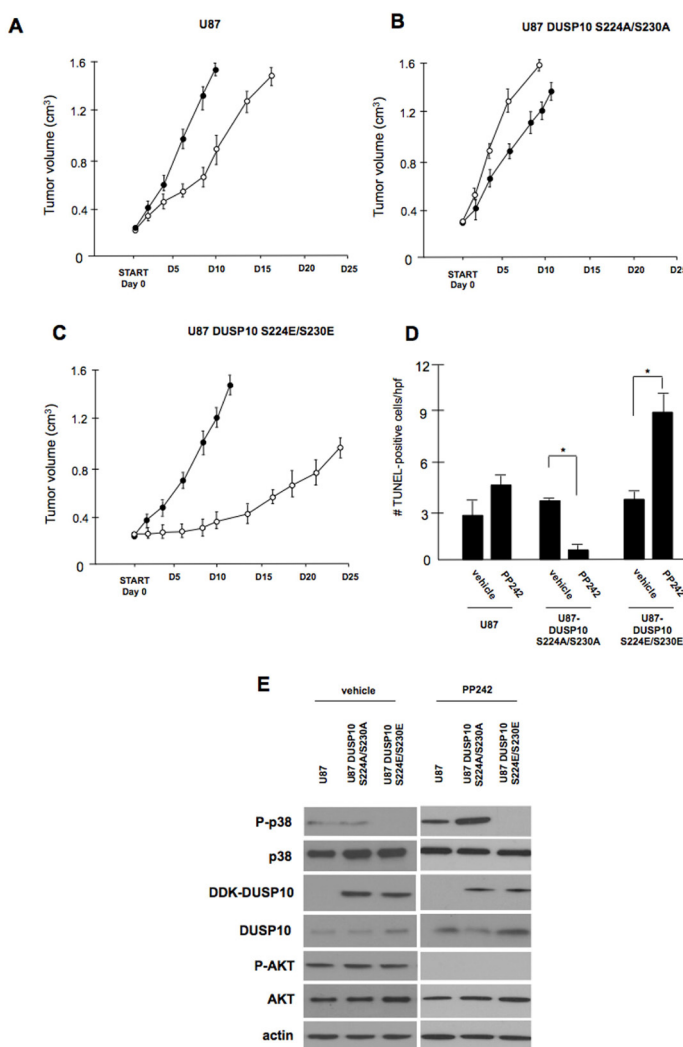 A
U87
Tumor volume (cm3)
1.6
1.2
0.8
0.4
0
START
Day 0
D5
D10
D15
D20
D25
B
U87 DUSP10 S224A/S230A
Tumor volume (cm3)
1.6
1.2
0.8
0.4
0
START
Day 0
D5
D10
D15
D20
D25
C
U87 DUSP10 S224E/S230E
Tumor volume (cm3)
1.6
1.2
0.8
0.4
0
START
Day 0
D5
D10
D15
D20
D25
D
# TUNEL-positive cells/hpf
12
9
6
3
0
*
*
vehicle
PP242
vehicle
PP242
vehicle
PP242
U87
U87-
DUSP10
S224A/S230A
U87-
DUSP10
S224E/S230E
E
vehicle
PP242
U87
U87 DUSP10
S224A/S230A
U87 DUSP10
S224E/S230E
U87
U87 DUSP10
S224A/S230A
U87 DUSP10
S224E/S230E
P-p38
p38
DDK-DUSP10
DUSP10
P-AKT
AKT
actin